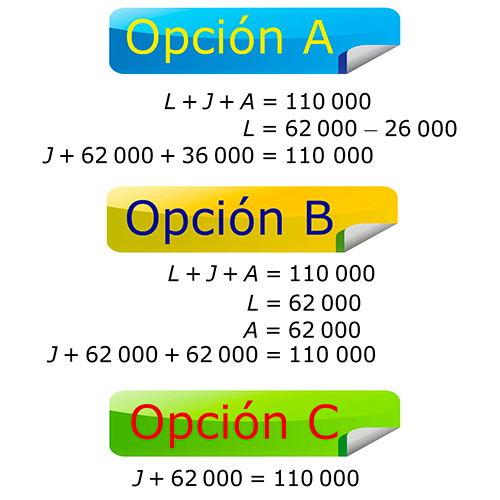 Opción A
L + J + A = 110 000
L = 62 000 – 26 000
J + 62 000 + 36 000 = 110 000
Opción B
L + J + A = 110 000
L = 62 000
A = 62 000
J + 62 000 + 62 000 = 110 000
Opción C
J + 62 000 = 110 000